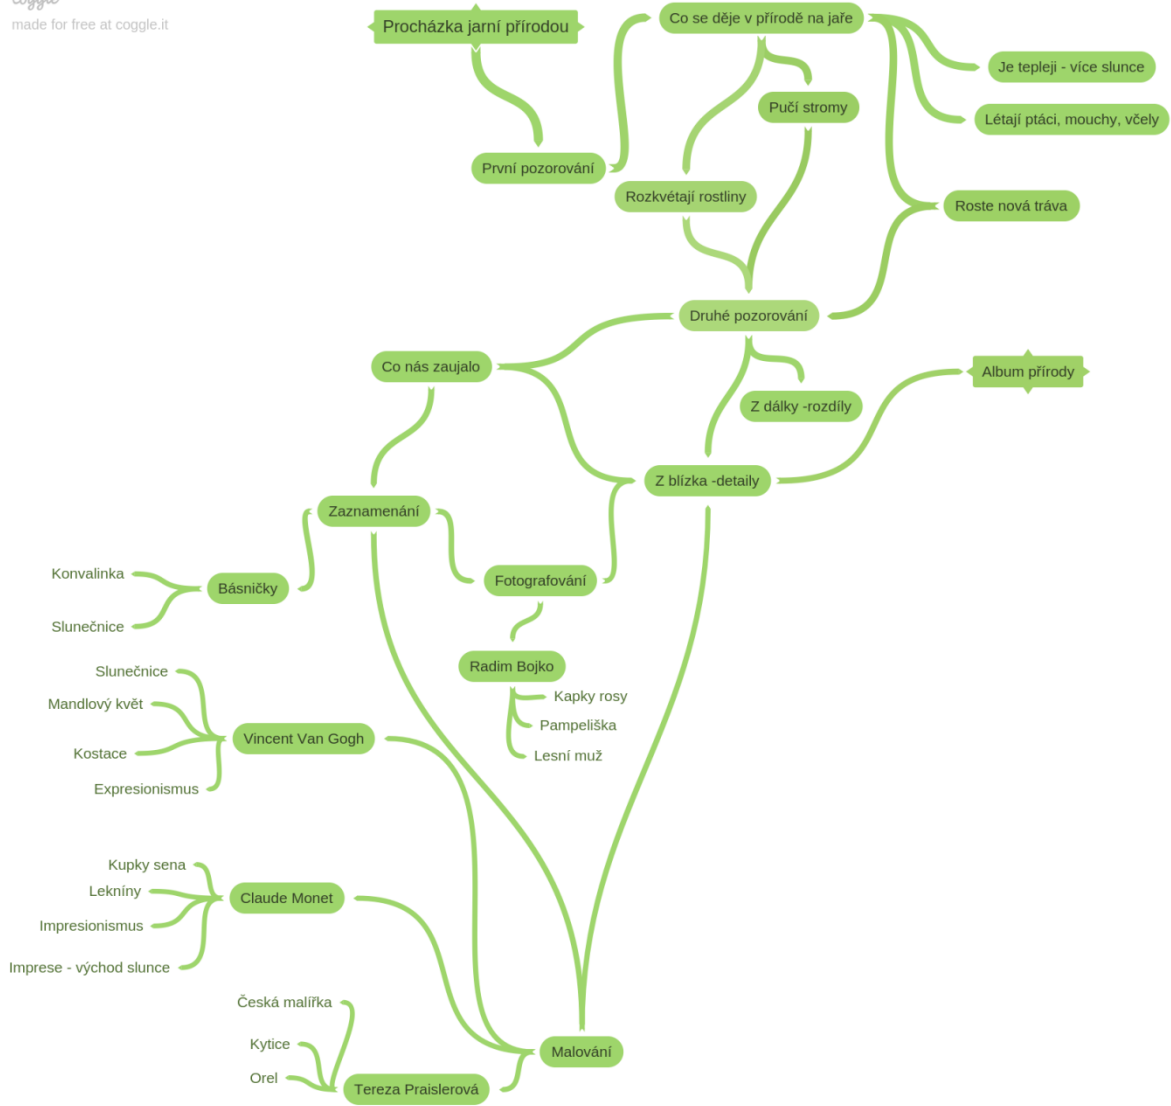 coggle
made for free at coggle.it
Procházka jarní přírodou
Co se děje v přírodě na jaře
Je tepleji - více slunce
Pučí stromy
Létají ptáci, mouchy, včely
První pozorování
Rozkvétají rostliny
Roste nová tráva
Druhé pozorování
Co nás zaujalo
Album přírody
Z dálky -rozdíly
Z blízka -detaily
Zaznamenání
Konvalinka
Básničky
Fotografování
Slunečnice
Radim Bojko
Slunečnice
Kapky rosy
Mandlový květ
Pampeliška
Vincent Van Gogh
Kostace
Lesní muž
Expresionismus
Kupky sena
Lekníny
Claude Monet
Impresionismus
Imprese - východ slunce
Česká malířka
Kytice
Malování
Orel
Tereza Praislerová